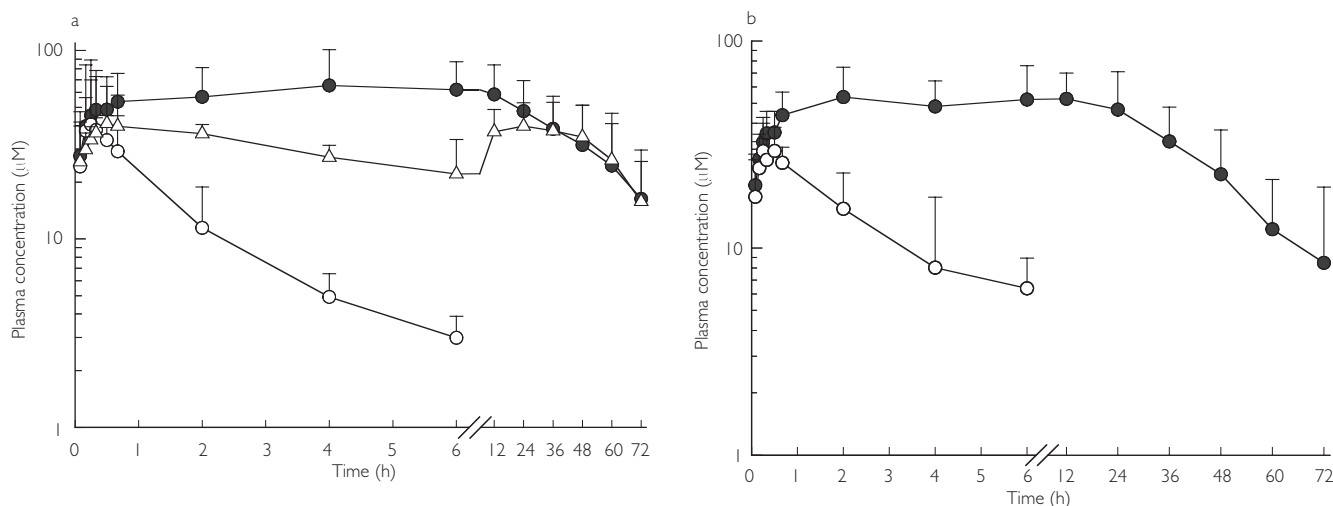 a
100
10
1
Plasma concentration (μM)
0 1 2 3 4 5 6 12 24 36 48 60 72
Time (h)
b
100
10
1
Plasma concentration (μM)
0 1 2 3 4 5 6 12 24 36 48 60 72
Time (h)